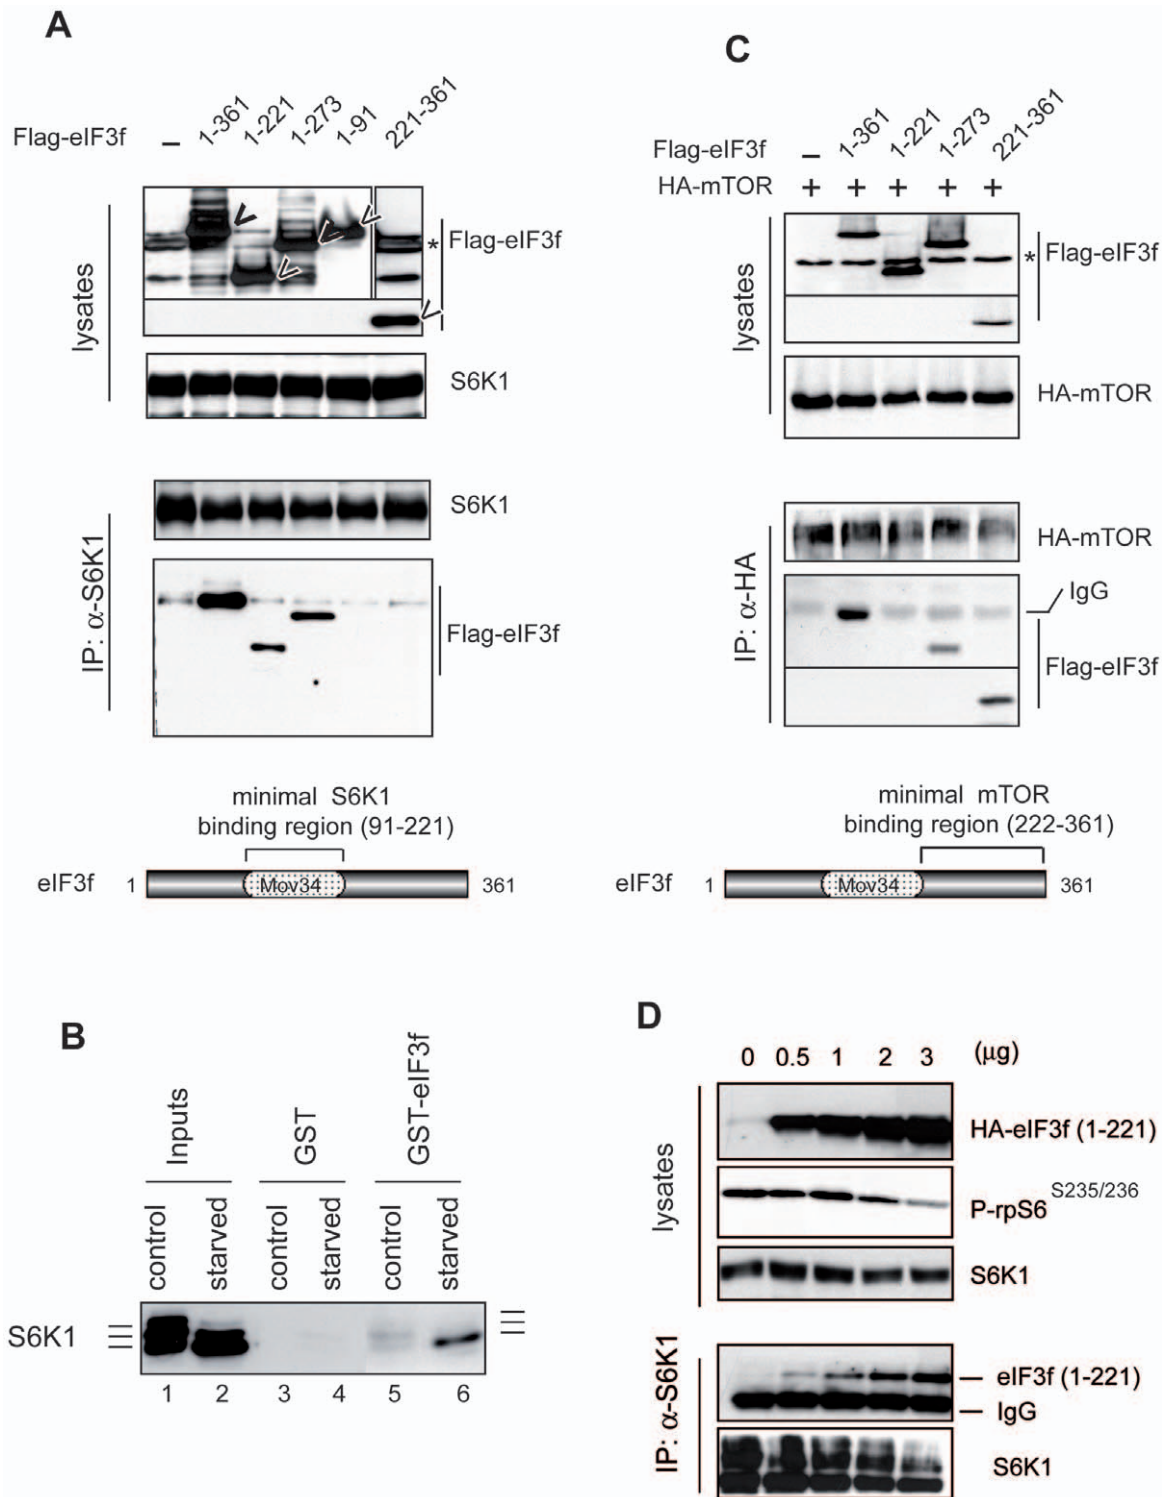 A
Flag-eIF3f
–
1-361
1-221
1-273
1-91
221-361
lysates
Flag-eIF3f
*
S6K1
IP: α-S6K1
S6K1
Flag-eIF3f
minimal S6K1
binding region (91-221)
eIF3f 1 Mov34 361
C
Flag-eIF3f
–
1-361
1-221
1-273
221-361
HA-mTOR + + + + +
lysates
* Flag-eIF3f
HA-mTOR
IP: α-HA
HA-mTOR
IgG
Flag-eIF3f
minimal mTOR
binding region (222-361)
eIF3f 1 Mov34 361
B
Inputs
GST
GST-eIF3f
control
starved
control
starved
control
starved
S6K1
1 2 3 4 5 6
D
0 0.5 1 2 3 (μg)
lysates
HA-eIF3f (1-221)
P-rpS6 S235/236
S6K1
IP: α-S6K1
eIF3f (1-221)
IgG
S6K1